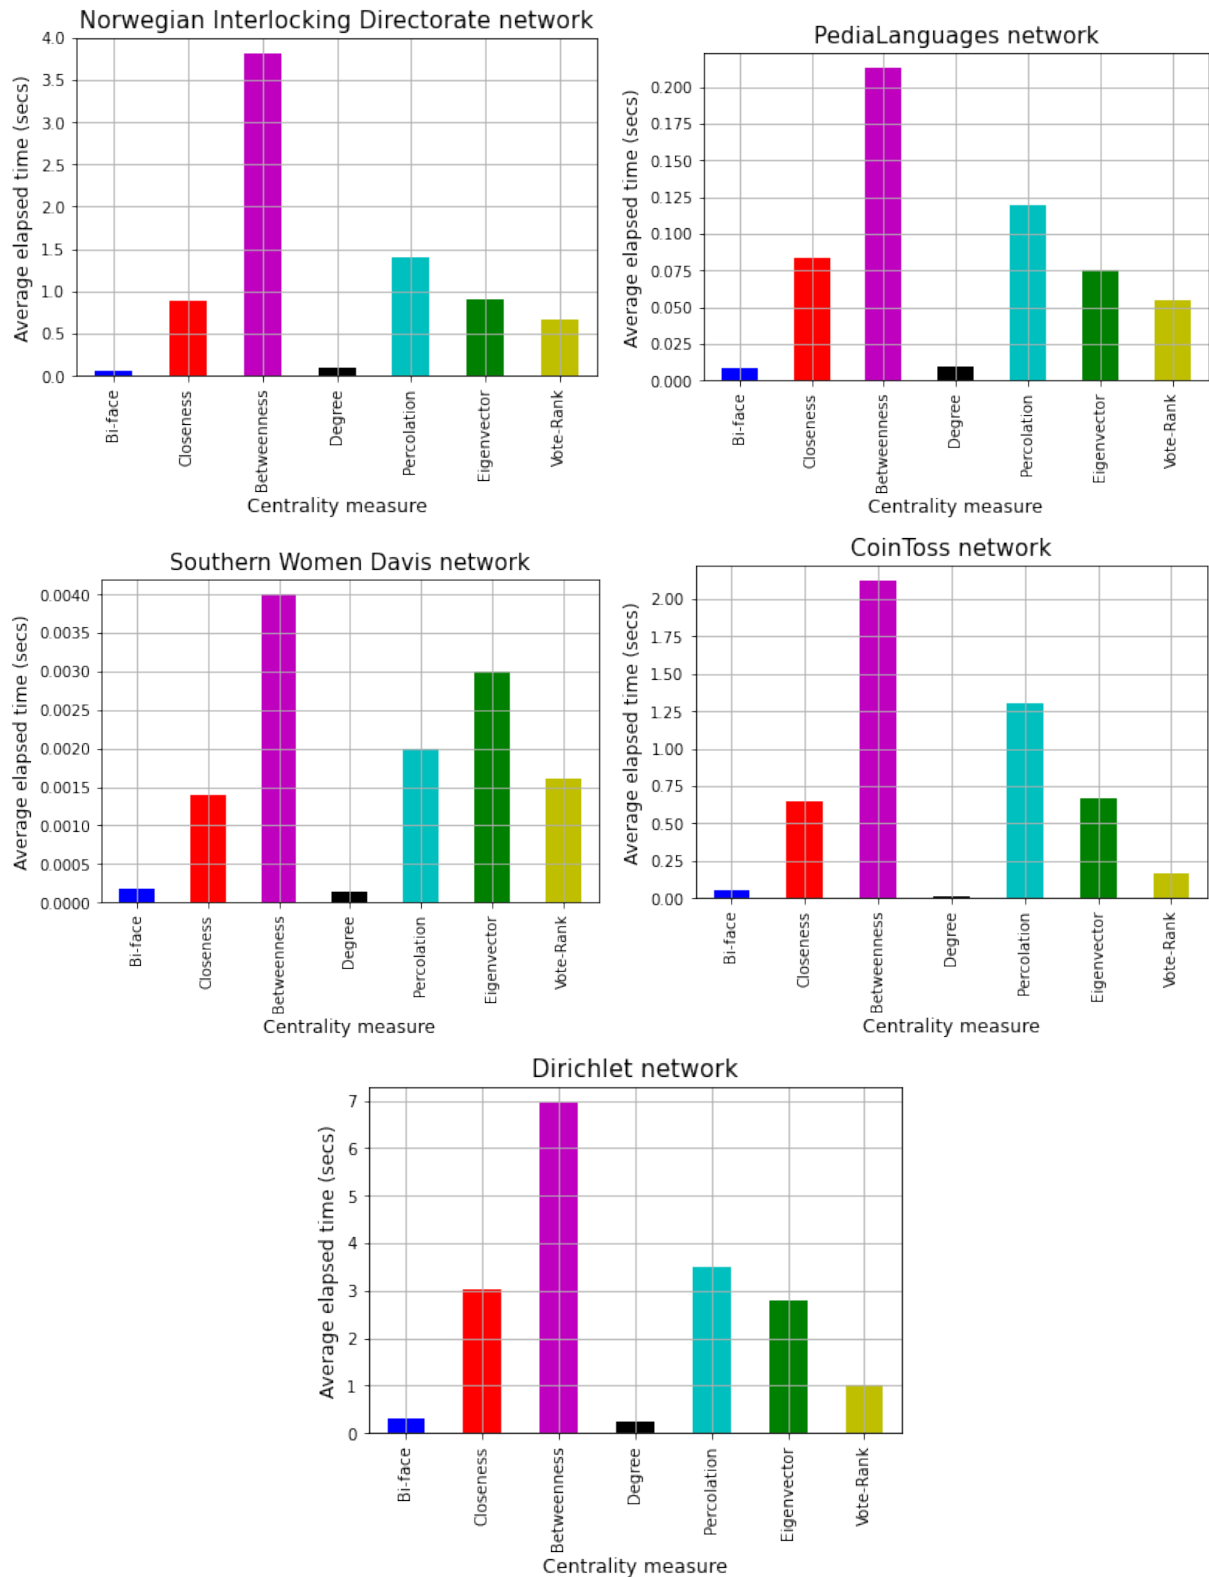 Norwegian Interlocking Directorate network
Average elapsed time (secs)
4.0
3.5
3.0
2.5
2.0
1.5
1.0
0.5
0.0
Bi-face
Closeness
Betweenness
Degree
Percolation
Eigenvector
Vote-Rank
Centrality measure
PediaLanguages network
Average elapsed time (secs)
0.200
0.175
0.150
0.125
0.100
0.075
0.050
0.025
0.000
Bi-face
Closeness
Betweenness
Degree
Percolation
Eigenvector
Vote-Rank
Centrality measure
Southern Women Davis network
Average elapsed time (secs)
0.0040
0.0035
0.0030
0.0025
0.0020
0.0015
0.0010
0.0005
0.0000
Bi-face
Closeness
Betweenness
Degree
Percolation
Eigenvector
Vote-Rank
Centrality measure
CoinToss network
Average elapsed time (secs)
2.00
1.75
1.50
1.25
1.00
0.75
0.50
0.25
0.00
Bi-face
Closeness
Betweenness
Degree
Percolation
Eigenvector
Vote-Rank
Centrality measure
Dirichlet network
Average elapsed time (secs)
7
6
5
4
3
2
1
0
Bi-face
Closeness
Betweenness
Degree
Percolation
Eigenvector
Vote-Rank
Centrality measure